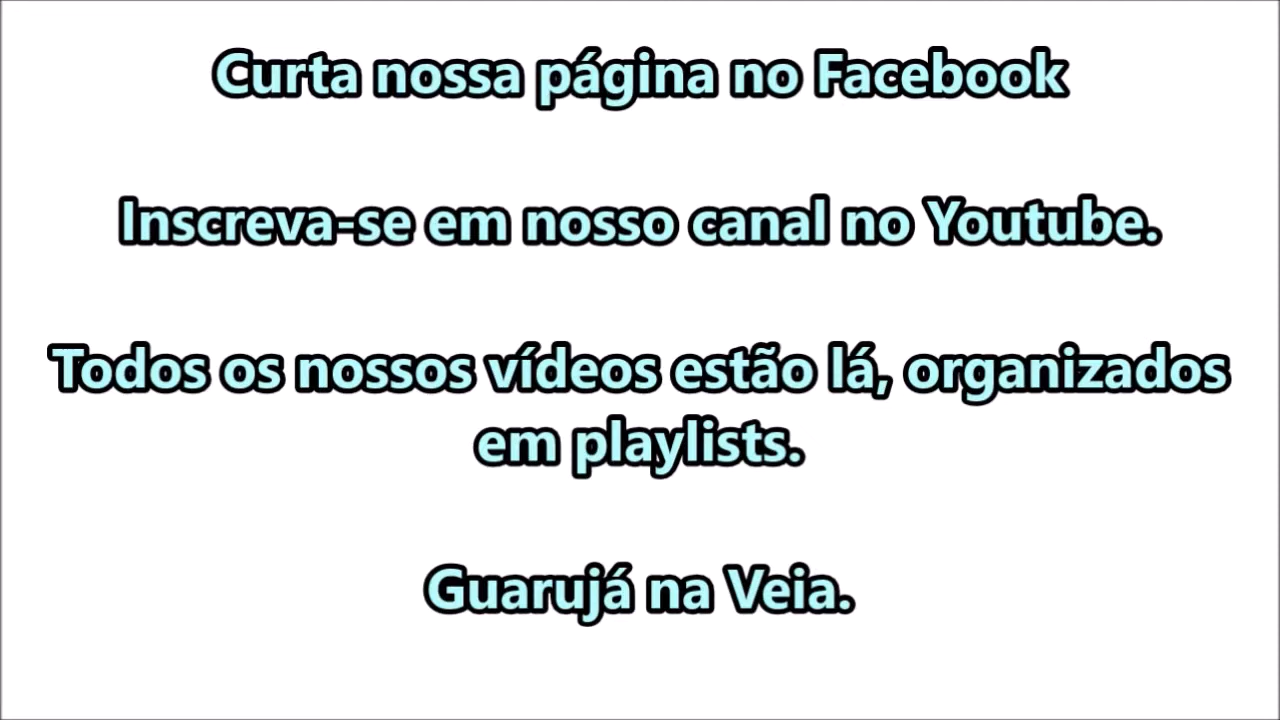 Curta nossa página no Facebook
Inscreva-se em nosso canal no Youtube.
Todos os nossos vídeos estão lá, organizados
em playlists.
Guarujá na Veia.